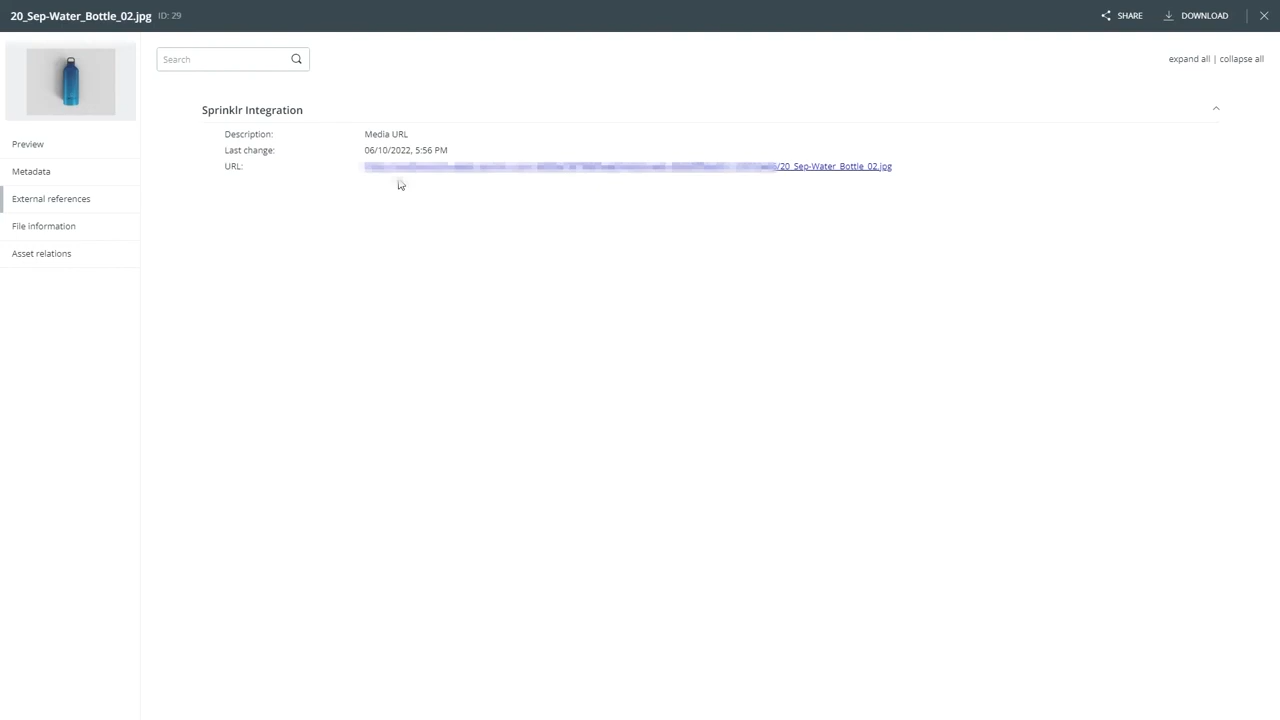 20_Sep-Water_Bottle_02.jpg ID: 29
SHARE
DOWNLOAD
Search
expand all | collapse all
Sprinklr Integration
Description: Media URL
Last change: 06/10/2022, 5:56 PM
URL: /20_Sep-Water_Bottle_02.jpg
Preview
Metadata
External references
File information
Asset relations